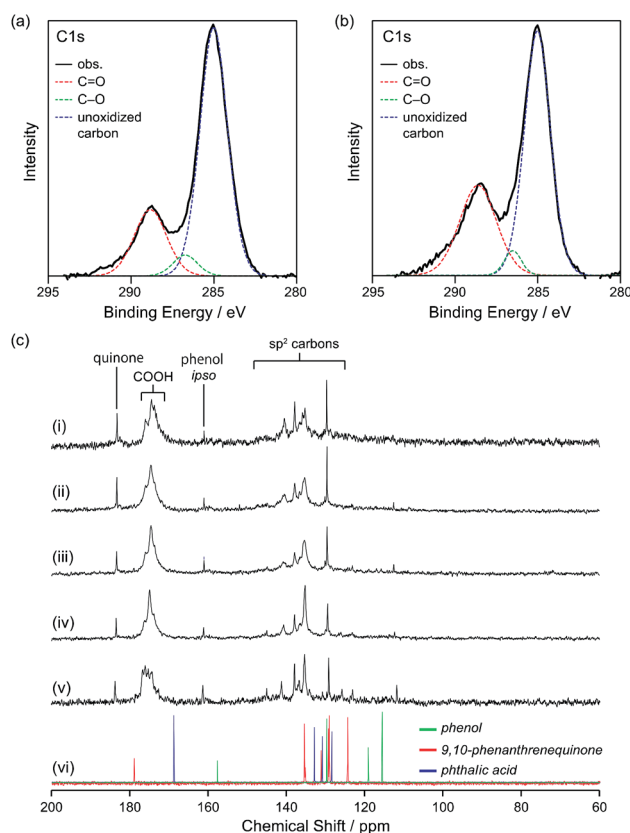 (a)
C1s
obs.
C=O
C–O
unoxidized
carbon
Intensity
295 290 285 280
Binding Energy / eV
(b)
C1s
obs.
C=O
C–O
unoxidized
carbon
Intensity
295 290 285 280
Binding Energy / eV
(c)
quinone
COOH
phenol
ipso
sp² carbons
(i)
(ii)
(iii)
(iv)
(v)
(vi)
phenol
9,10-phenanthrenequinone
phthalic acid
200 180 160 140 120 100 80 60
Chemical Shift / ppm